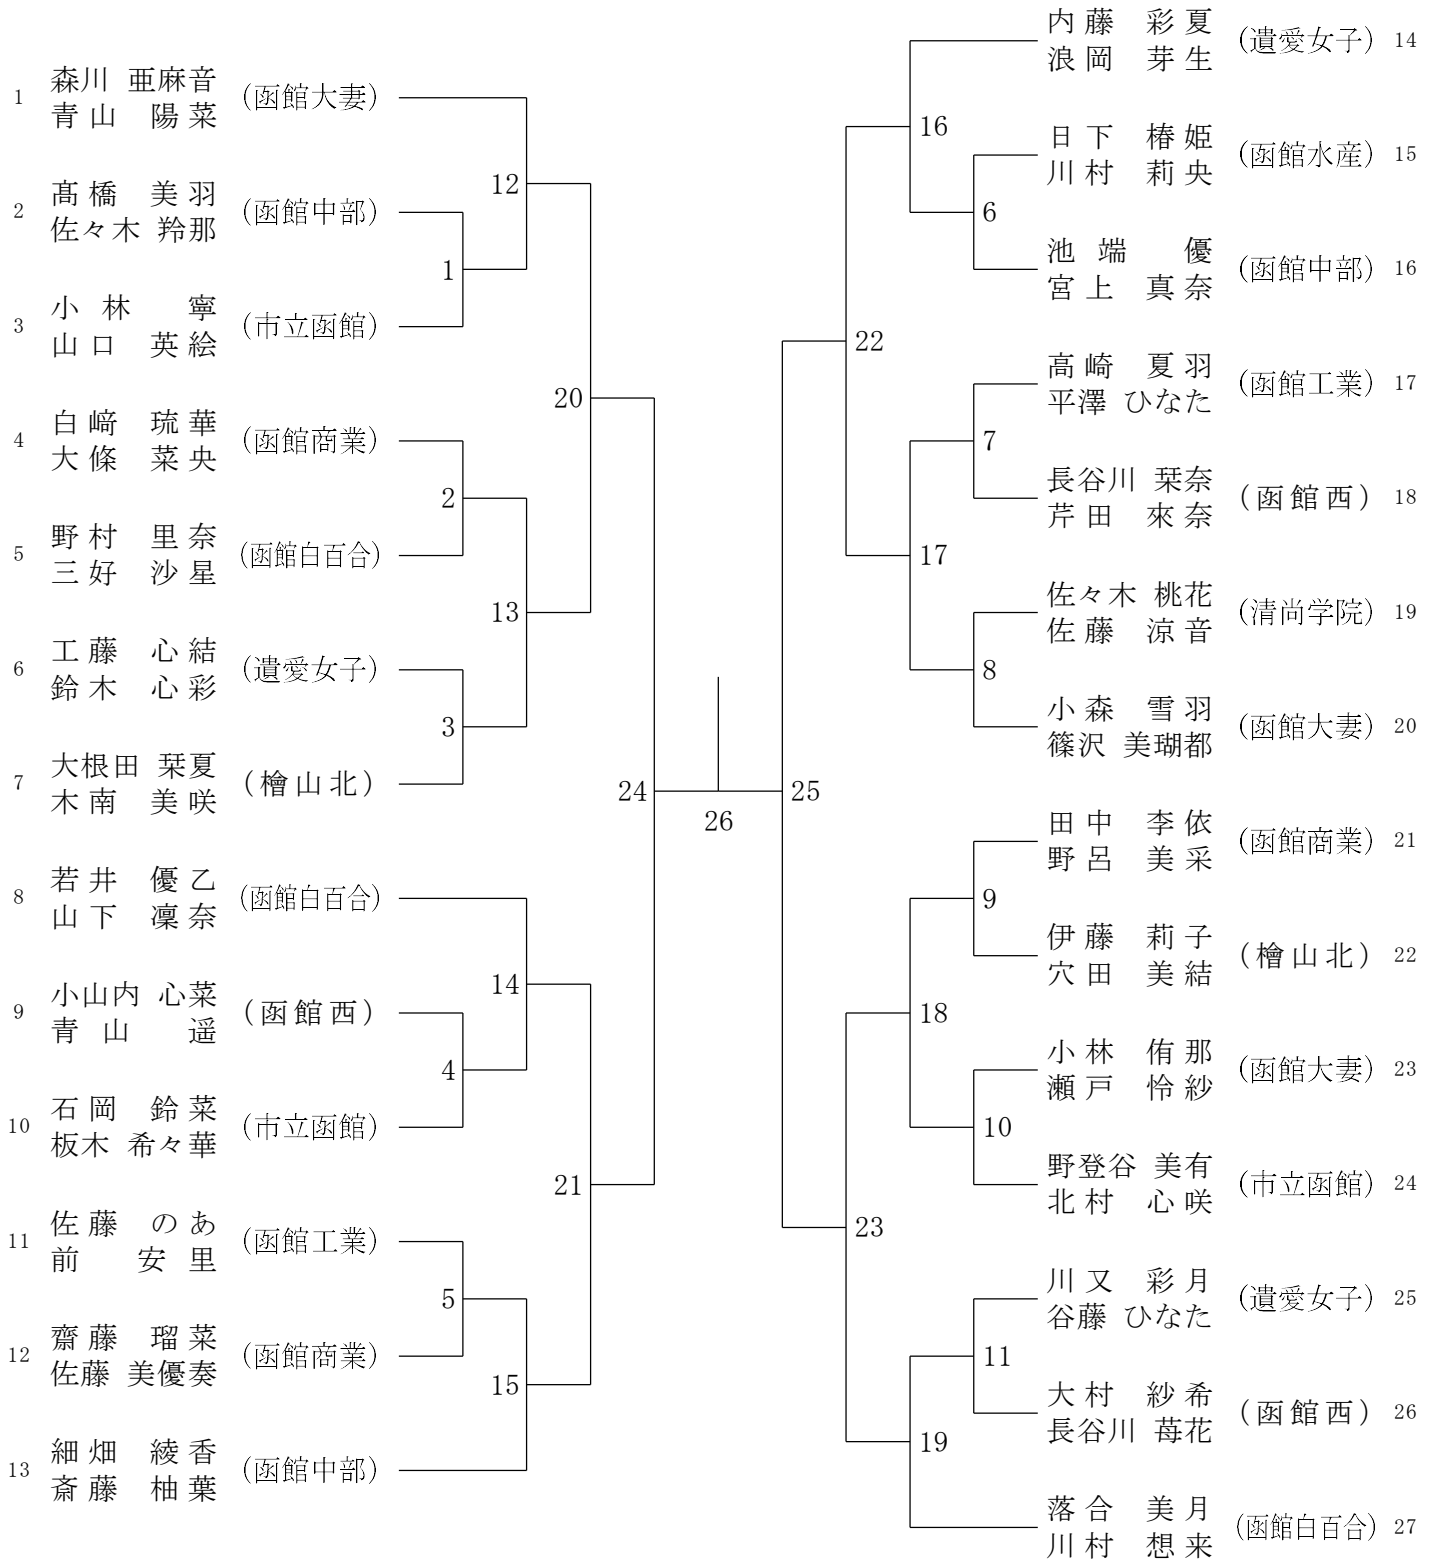 1 森川 亜麻音 (函館大妻)
青山 陽菜
2 髙橋 美羽 (函館中部)
佐々木 羚那
3 小林 寧 (市立函館)
山口 英絵
4 白﨑 琉華 (函館商業)
大條 菜央
5 野村 里奈 (函館白百合)
三好 沙星
6 工藤 心結 (遺愛女子)
鈴木 心彩
7 大根田 栞夏 (檜山北)
木南 美咲
8 若井 優乙 (函館白百合)
山下 凜奈
9 小山内 心菜 (函館西)
青山 遥
10 石岡 鈴菜 (市立函館)
板木 希々華
11 佐藤 のあ (函館工業)
前 安里
12 齋藤 瑠菜 (函館商業)
佐藤 美優奏
13 細畑 綾香 (函館中部)
斎藤 柚葉
12
1
20
2
13
3
24
14
4
21
5
15
26
25
16
6
22
7
17
8
9
18
10
23
11
19
内藤 彩夏 (遺愛女子) 14
浪岡 芽生
日下 椿姫 (函館水産) 15
川村 莉央
池端 優 (函館中部) 16
宮上 真奈
高崎 夏羽 (函館工業) 17
平澤 ひなた
長谷川 栞奈 (函館西) 18
芹田 來奈
佐々木 桃花 (清尚学院) 19
佐藤 涼音
小森 雪羽 (函館大妻) 20
篠沢 美瑚都
田中 李依 (函館商業) 21
野呂 美采
伊藤 莉子 (檜山北) 22
穴田 美結
小林 侑那 (函館大妻) 23
瀬戸 怜紗
野登谷 美有 (市立函館) 24
北村 心咲
川又 彩月 (遺愛女子) 25
谷藤 ひなた
大村 紗希 (函館西) 26
長谷川 苺花
落合 美月 (函館白百合) 27
川村 想来